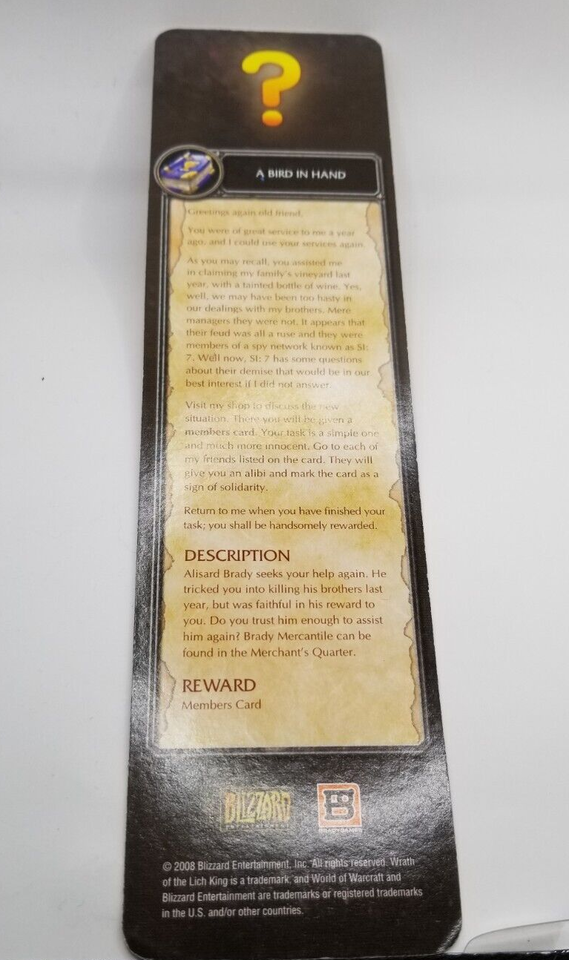 ?
A BIRD IN HAND
Greetings again old friend.
You were of great service to me a year
ago, and I could use your services again.
As you may recall, you assisted me
in claiming my family's vineyard last
year, with a tainted bottle of wine. Yes,
well, we may have been too hasty in
our dealings with my brothers. Mere
managers they were not. It appears that
their feud was all a ruse and they were
members of a spy network known as SI:
7. Well now, SI: 7 has some questions
about their demise that would be in our
best interest if I did not answer.
Visit my shop to discuss the new
situation. There you will be given a
members card. Your task is a simple one
and much more innocent. Go to each of
my friends listed on the card. They will
give you an alibi and mark the card as a
sign of solidarity.
Return to me when you have finished your
task; you shall be handsomely rewarded.
DESCRIPTION
Alisard Brady seeks your help again. He
tricked you into killing his brothers last
year, but was faithful in his reward to
you. Do you trust him enough to assist
him again? Brady Mercantile can be
found in the Merchant's Quarter.
REWARD
Members Card
BLIZZARD
ENTERTAINMENT
BRADYGAMES
© 2008 Blizzard Entertainment, Inc. All rights reserved. Wrath
of the Lich King is a trademark, and World of Warcraft and
Blizzard Entertainment are trademarks or registered trademarks
in the U.S. and/or other countries.